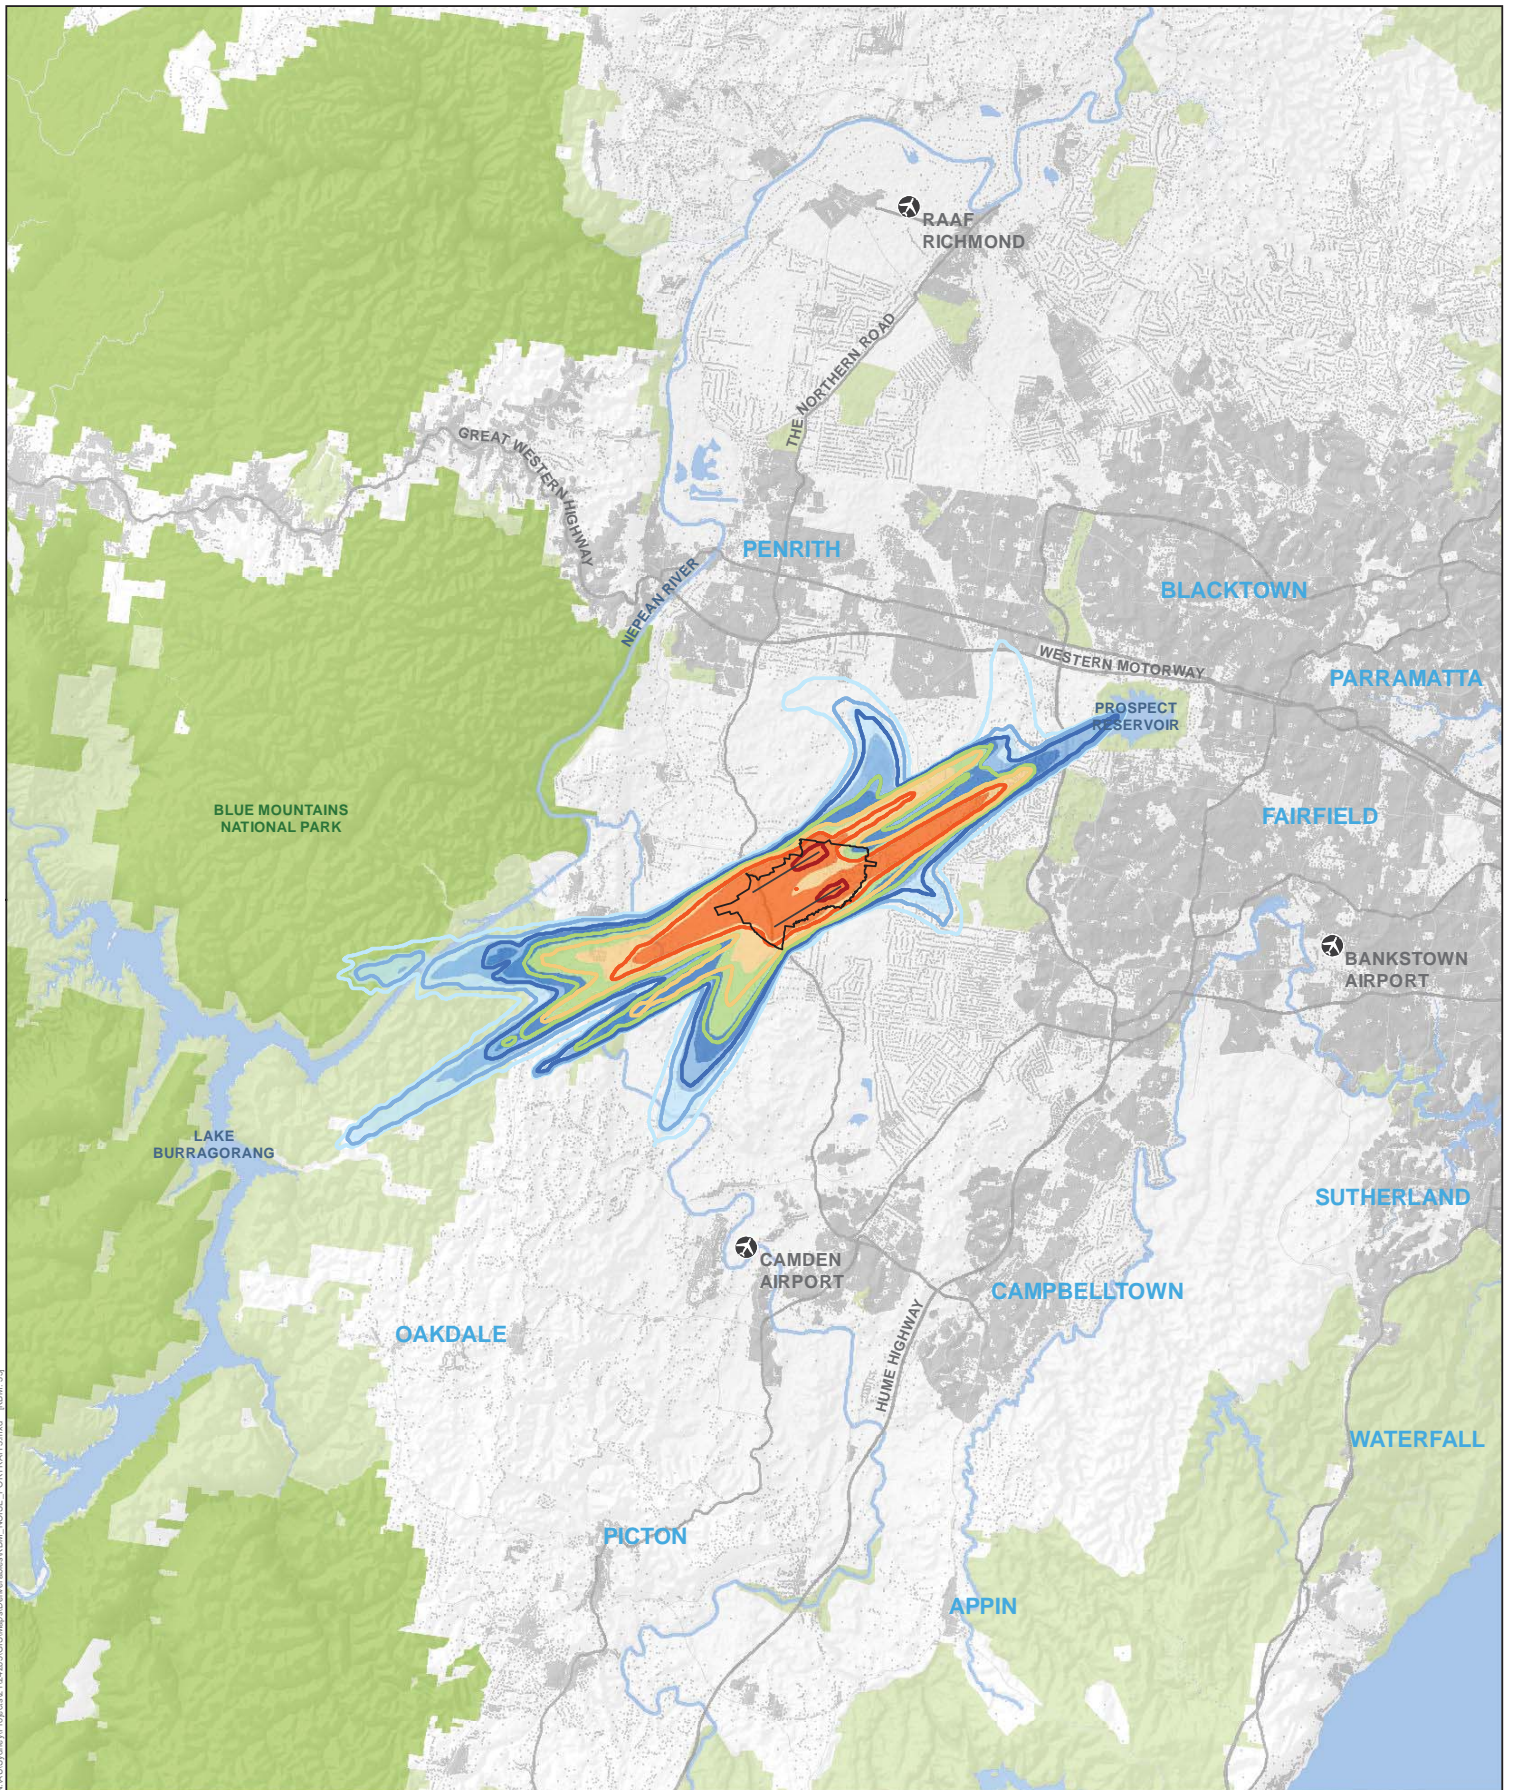 RAAF
RICHMOND
THE NORTHERN ROAD
GREAT WESTERN HIGHWAY
PENRITH
NEPEAN RIVER
BLACKTOWN
WESTERN MOTORWAY
PARRAMATTA
PROSPECT
RESERVOIR
BLUE MOUNTAINS
NATIONAL PARK
FAIRFIELD
BANKSTOWN
AIRPORT
LAKE
BURRAGORANG
SUTHERLAND
CAMDEN
AIRPORT
CAMPBELLTOWN
OAKDALE
HUME HIGHWAY
WATERFALL
PICTON
APPIN